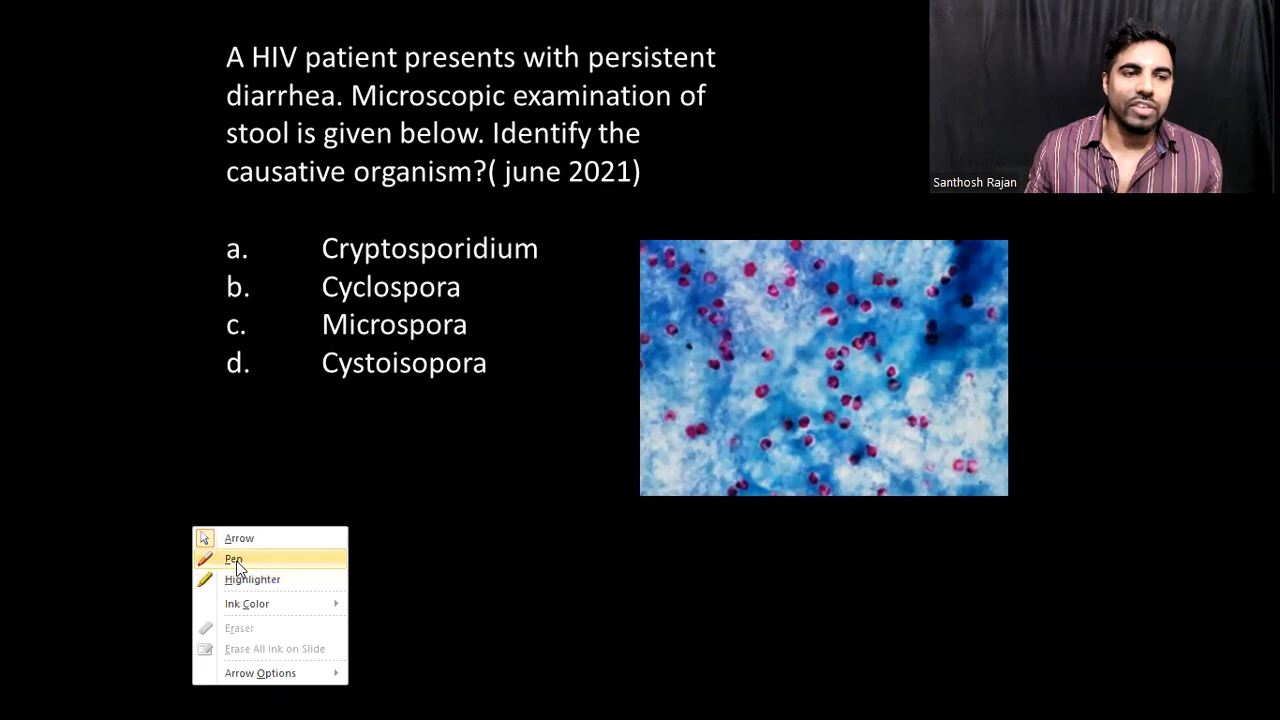 A HIV patient presents with persistent
diarrhea. Microscopic examination of
stool is given below. Identify the
causative organism?( june 2021)
Santhosh Rajan
a. Cryptosporidium
b. Cyclospora
c. Microspora
d. Cystoisopora
Arrow
Pen
Highlighter
Ink Color
Eraser
Erase All Ink on Slide
Arrow Options